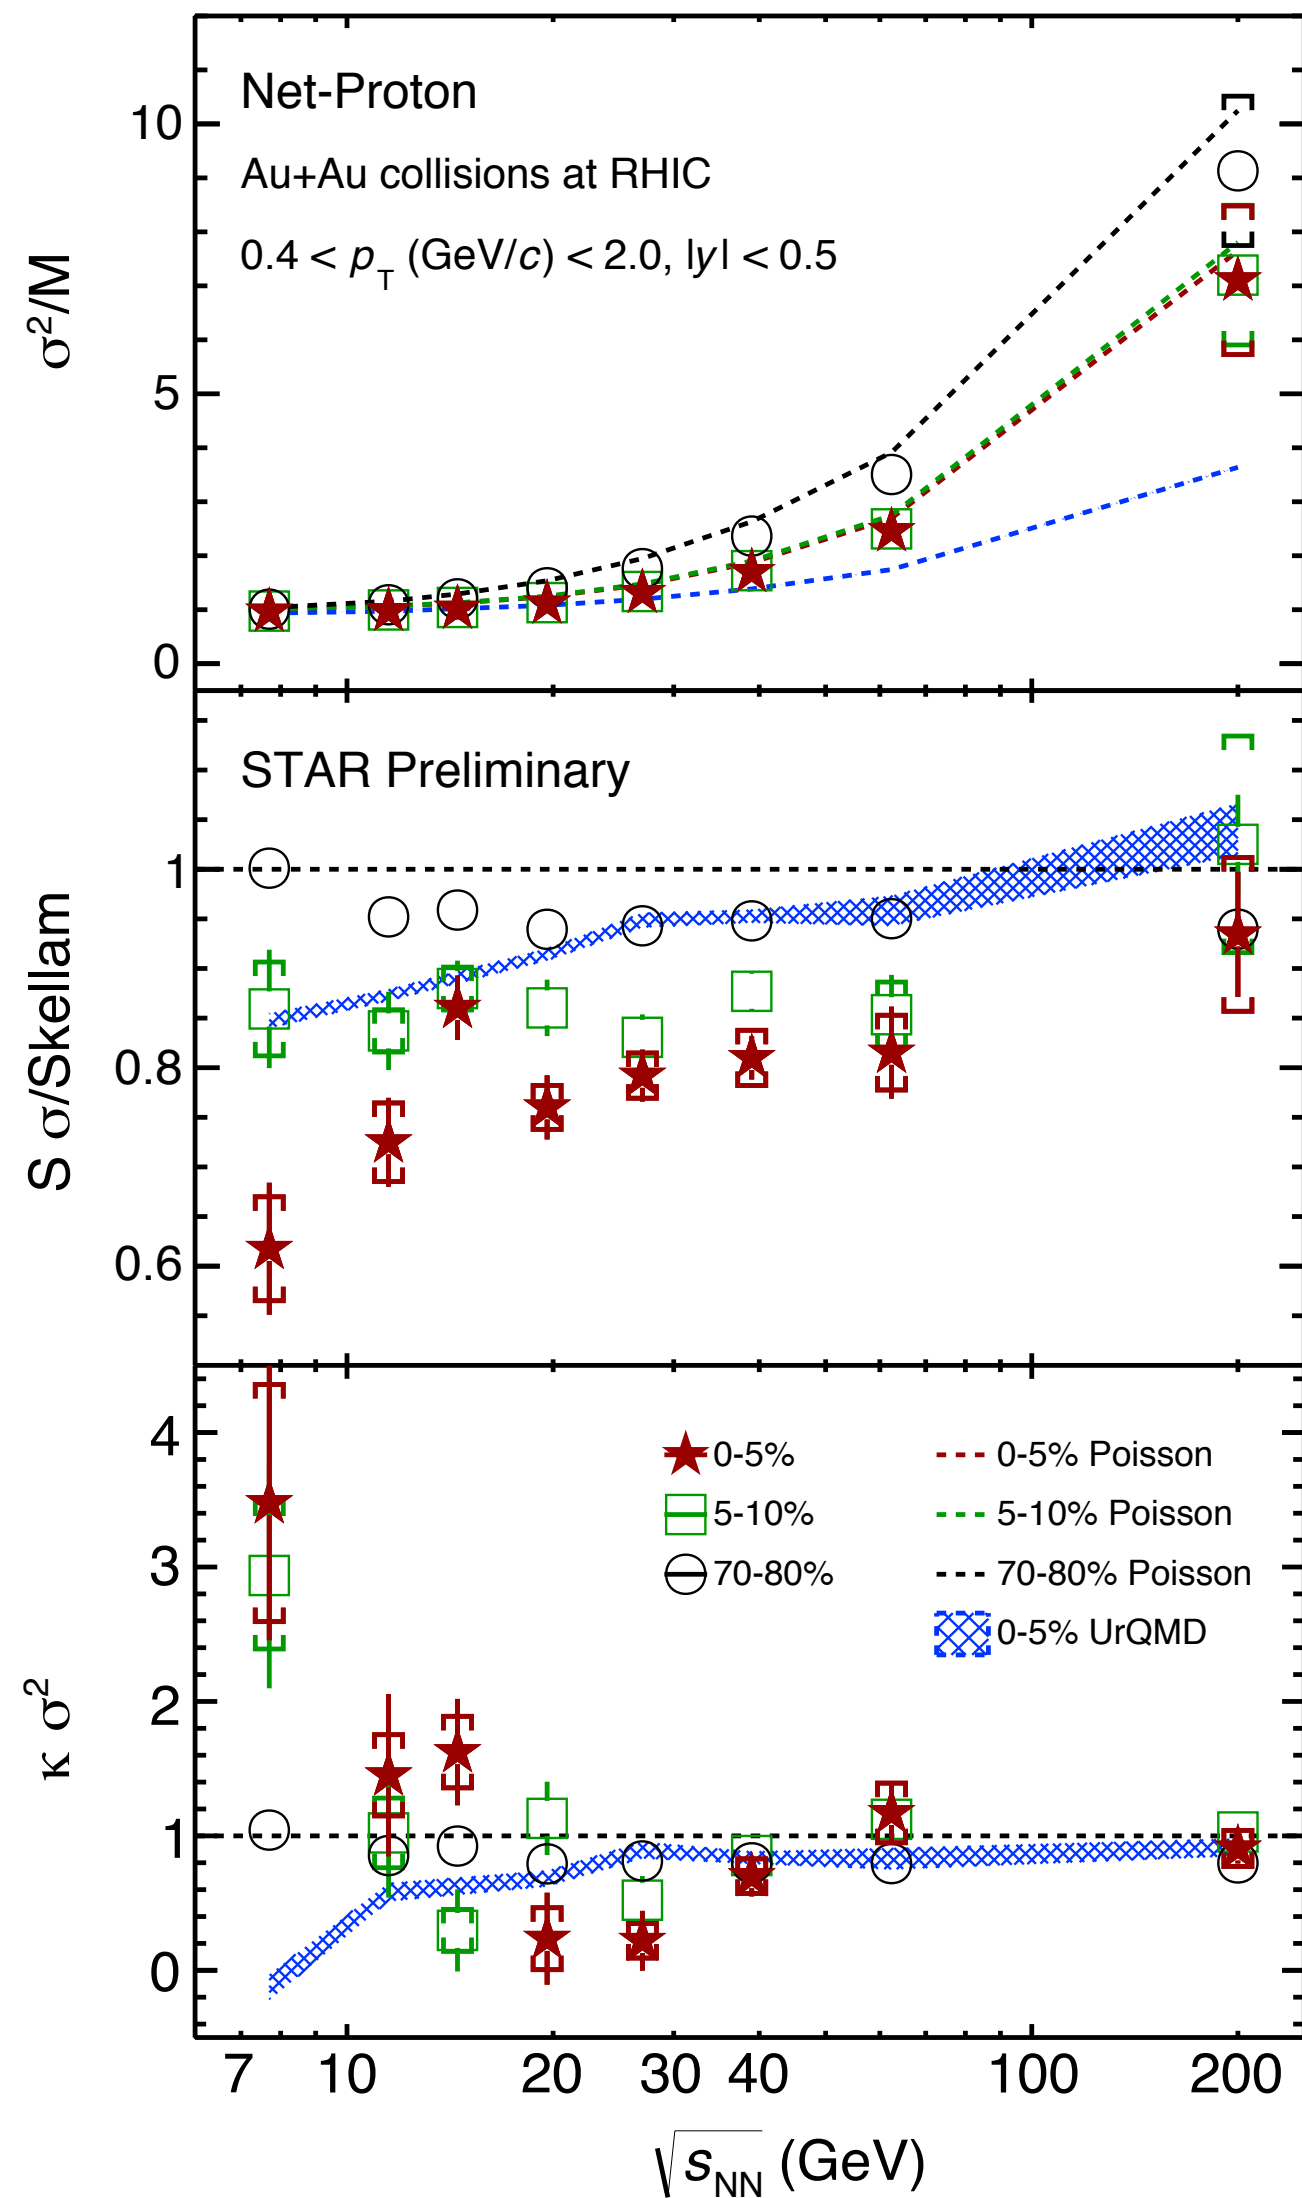 Net-Proton
Au+Au collisions at RHIC
0.4 < p_T (GeV/c) < 2.0, |y| < 0.5
σ²/M
10
5
0
STAR Preliminary
S σ/Skellam
1
0.8
0.6
κ σ²
4
3
2
1
0
0-5%
5-10%
70-80%
0-5% Poisson
5-10% Poisson
70-80% Poisson
0-5% UrQMD
7 10 20 30 40 100 200
√s_NN (GeV)